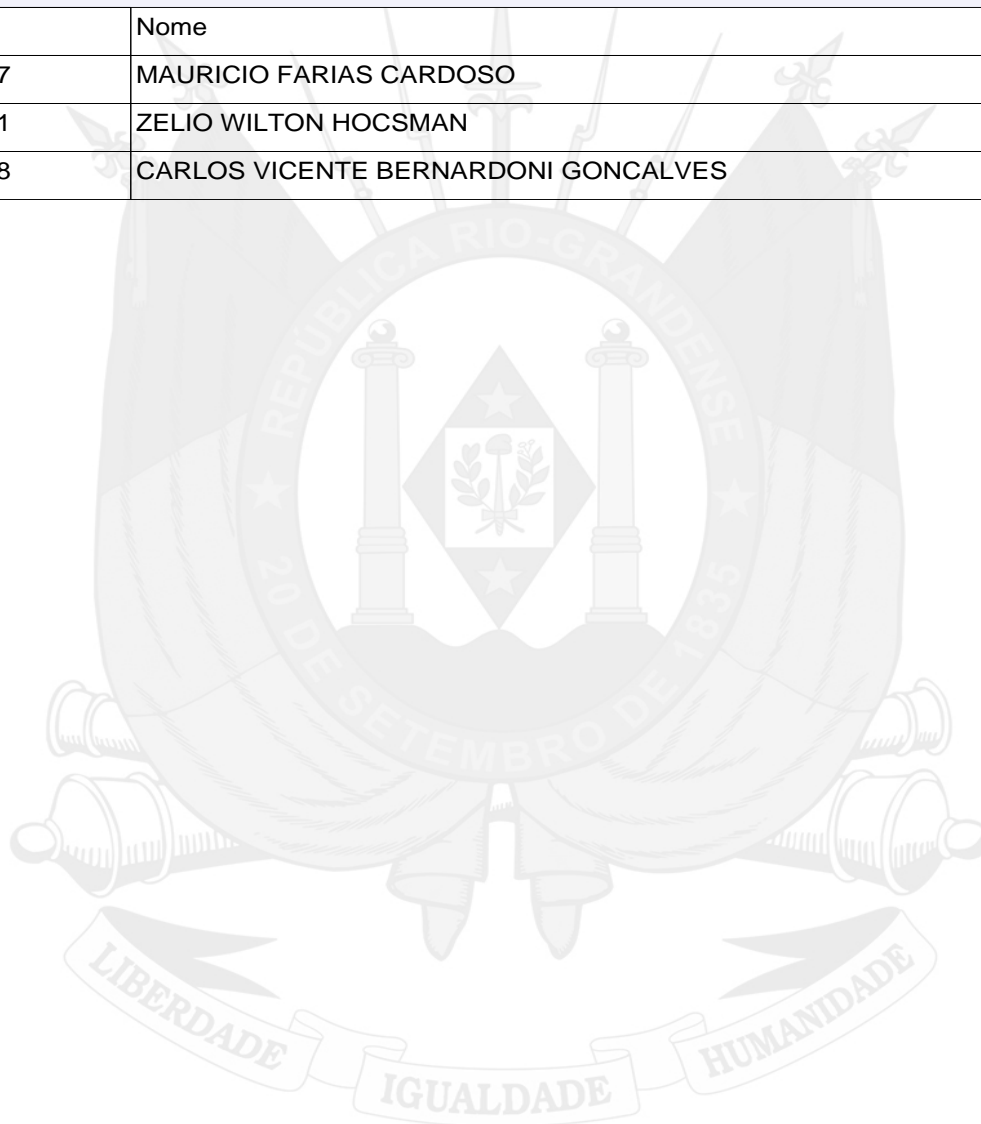 Nome
7 MAURICIO FARIAS CARDOSO
1 ZELIO WILTON HOCSMAN
8 CARLOS VICENTE BERNARDONI GONCALVES
REPÚBLICA RIO-GRANDENSE
★ 20 DE SETEMBRO DE 1835 ★
LIBERDADE
IGUALDADE
HUMANIDADE